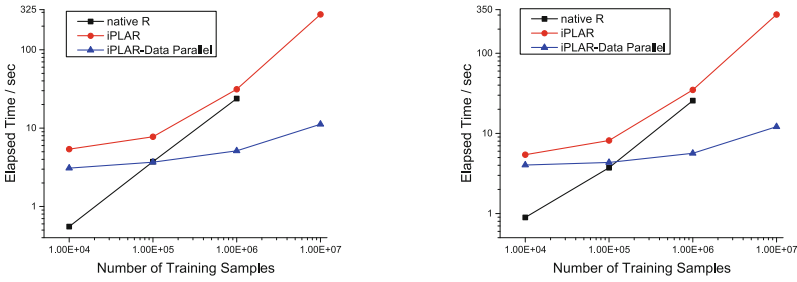 325
100
10
1
Elapsed Time / sec
native R
iPLAR
iPLAR-Data Parallel
1.00E+04
1.00E+05
1.00E+06
1.00E+07
Number of Training Samples
350
100
10
1
Elapsed Time / sec
native R
iPLAR
iPLAR-Data Parallel
1.00E+04
1.00E+05
1.00E+06
1.00E+07
Number of Training Samples